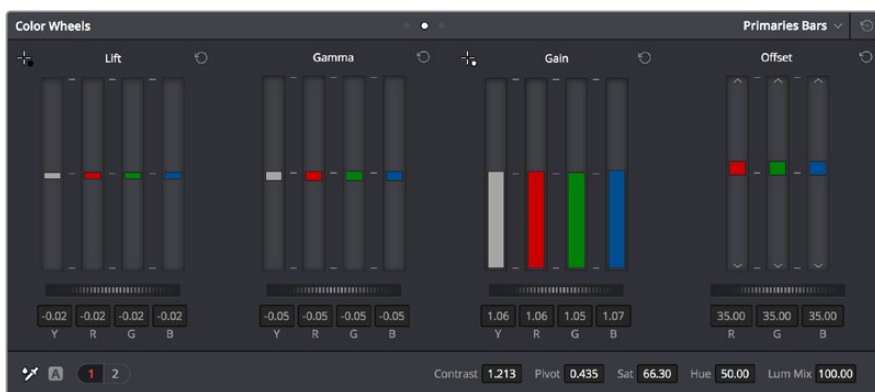 Color Wheels Primaries Bars
Lift Gamma Gain Offset
-0.02 -0.02 -0.02 -0.02 -0.05 -0.05 -0.05 -0.05 1.06 1.06 1.05 1.07 35.00 35.00 35.00
Y R G B Y R G B Y R G B R G B
A 1 2 Contrast 1.213 Pivot 0.435 Sat 66.30 Hue 50.00 Lum Mix 100.00